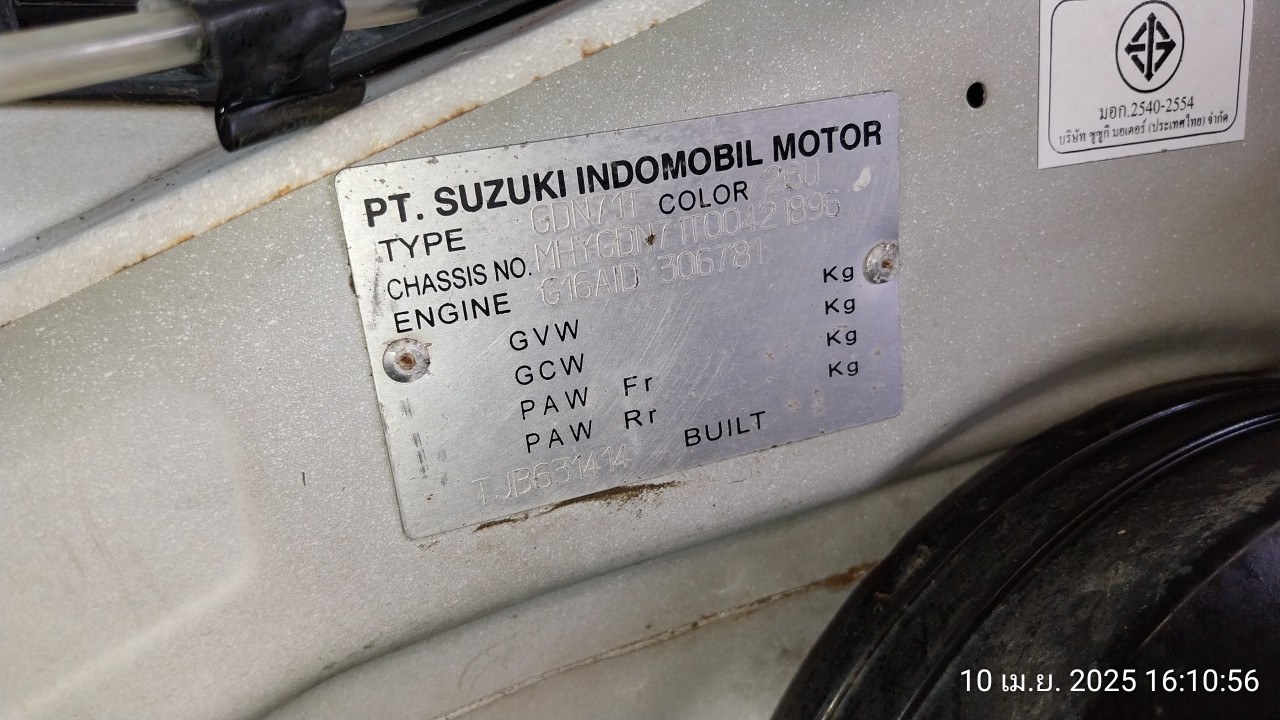 PT. SUZUKI INDOMOBIL MOTOR
TYPE GDN71T COLOR 26U
CHASSIS NO. MHYGDN71T00421896
ENGINE G16AID 306781
GVW Kg
GCW Kg
PAW Fr Kg
PAW Rr Kg
BUILT
TJB631414
มอก.2540-2554
บริษัท ซูซูกิ มอเตอร์ (ประเทศไทย) จำกัด
10 เม.ย. 2025 16:10:56